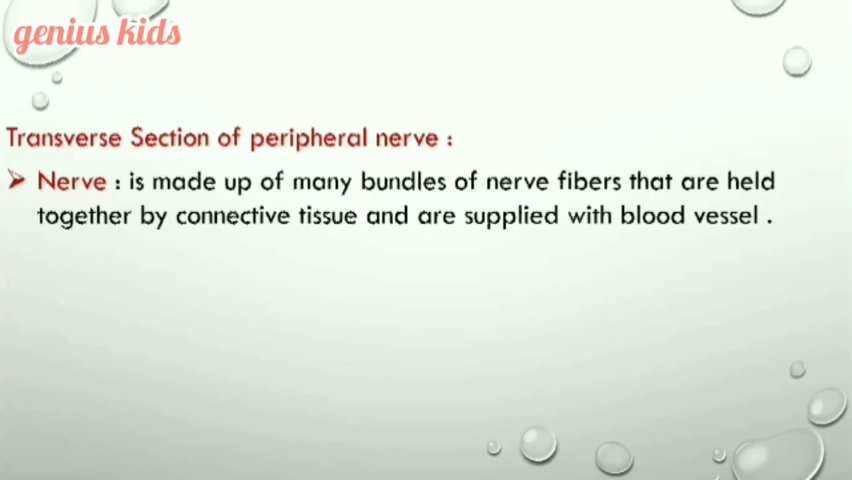 genius kids
Transverse Section of peripheral nerve :
Nerve : is made up of many bundles of nerve fibers that are held
together by connective tissue and are supplied with blood vessel .